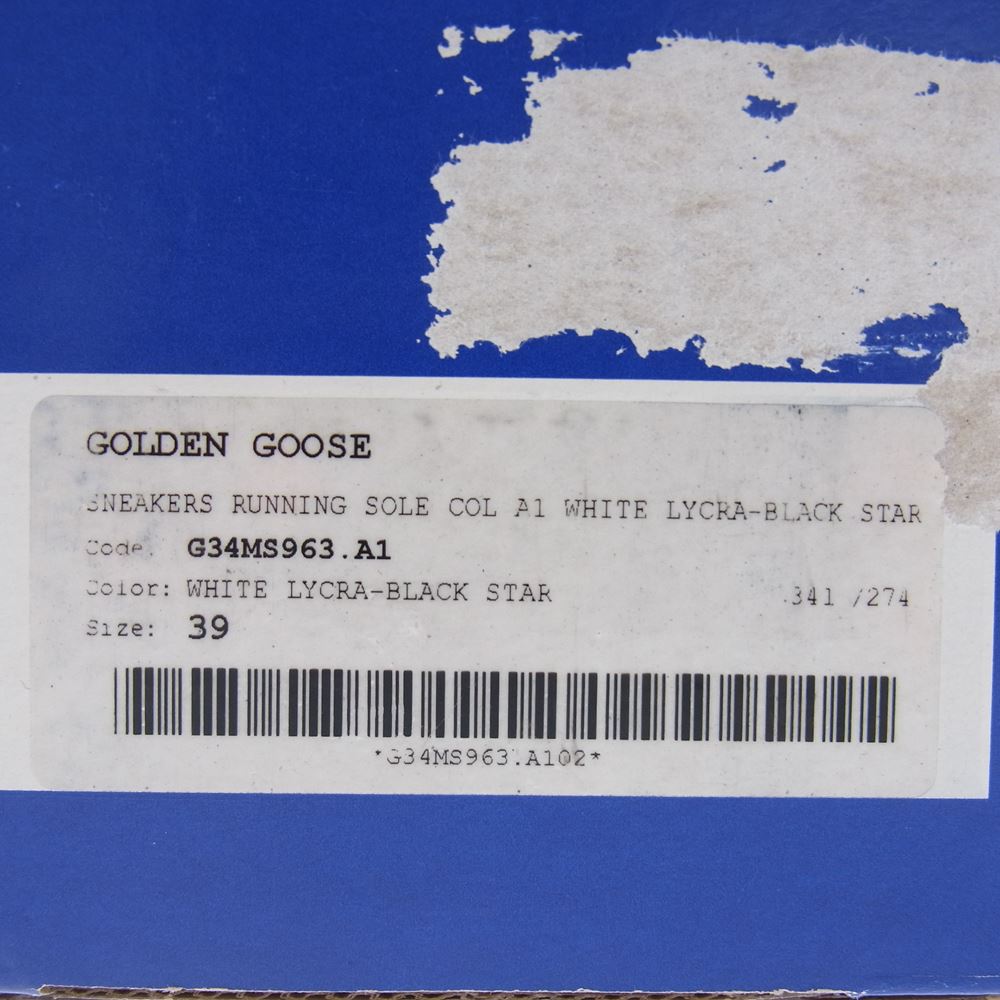 GOLDEN GOOSE
SNEAKERS RUNNING SOLE COL A1 WHITE LYCRA-BLACK STAR
Code: G34MS963.A1
Color: WHITE LYCRA-BLACK STAR .341 /274
Size: 39
*G34MS963.A102*